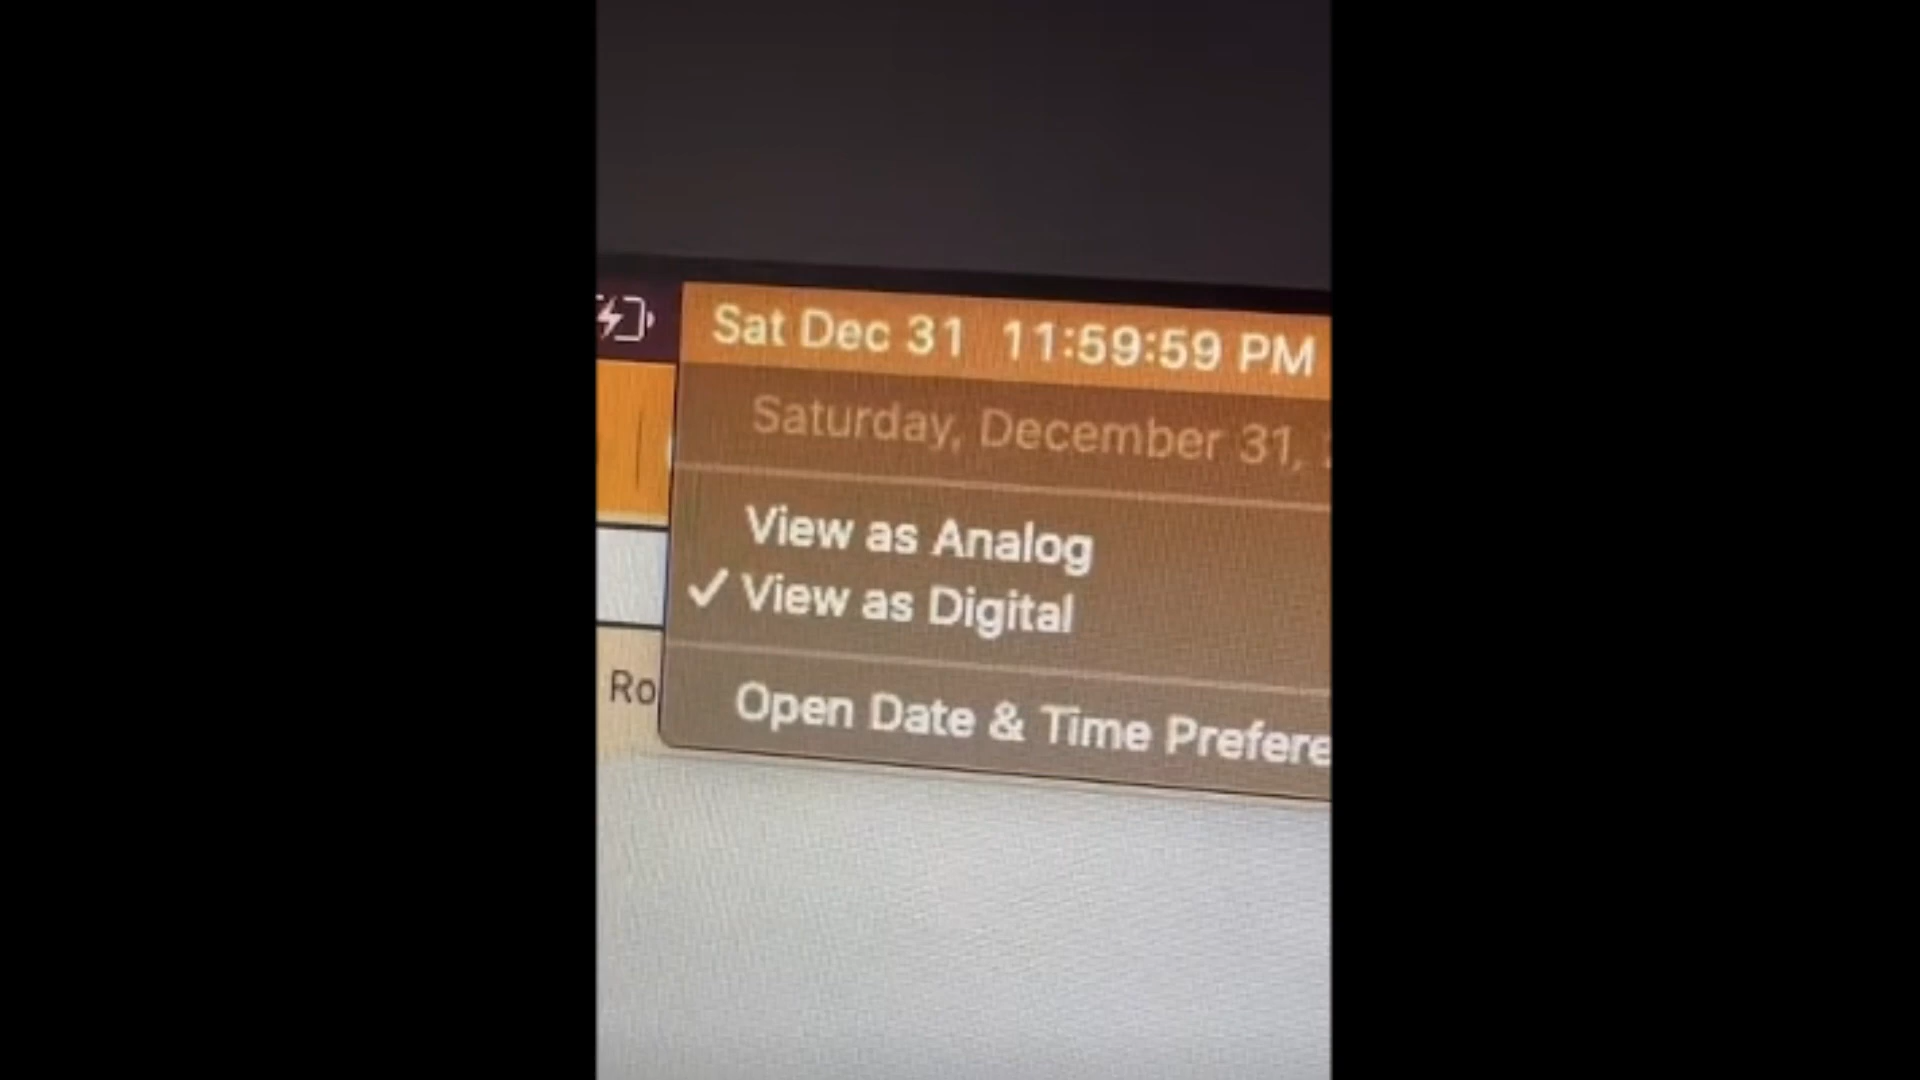 Sat Dec 31 11:59:59 PM
Saturday, December 31,
View as Analog
✓ View as Digital
Ro
Open Date & Time Prefere